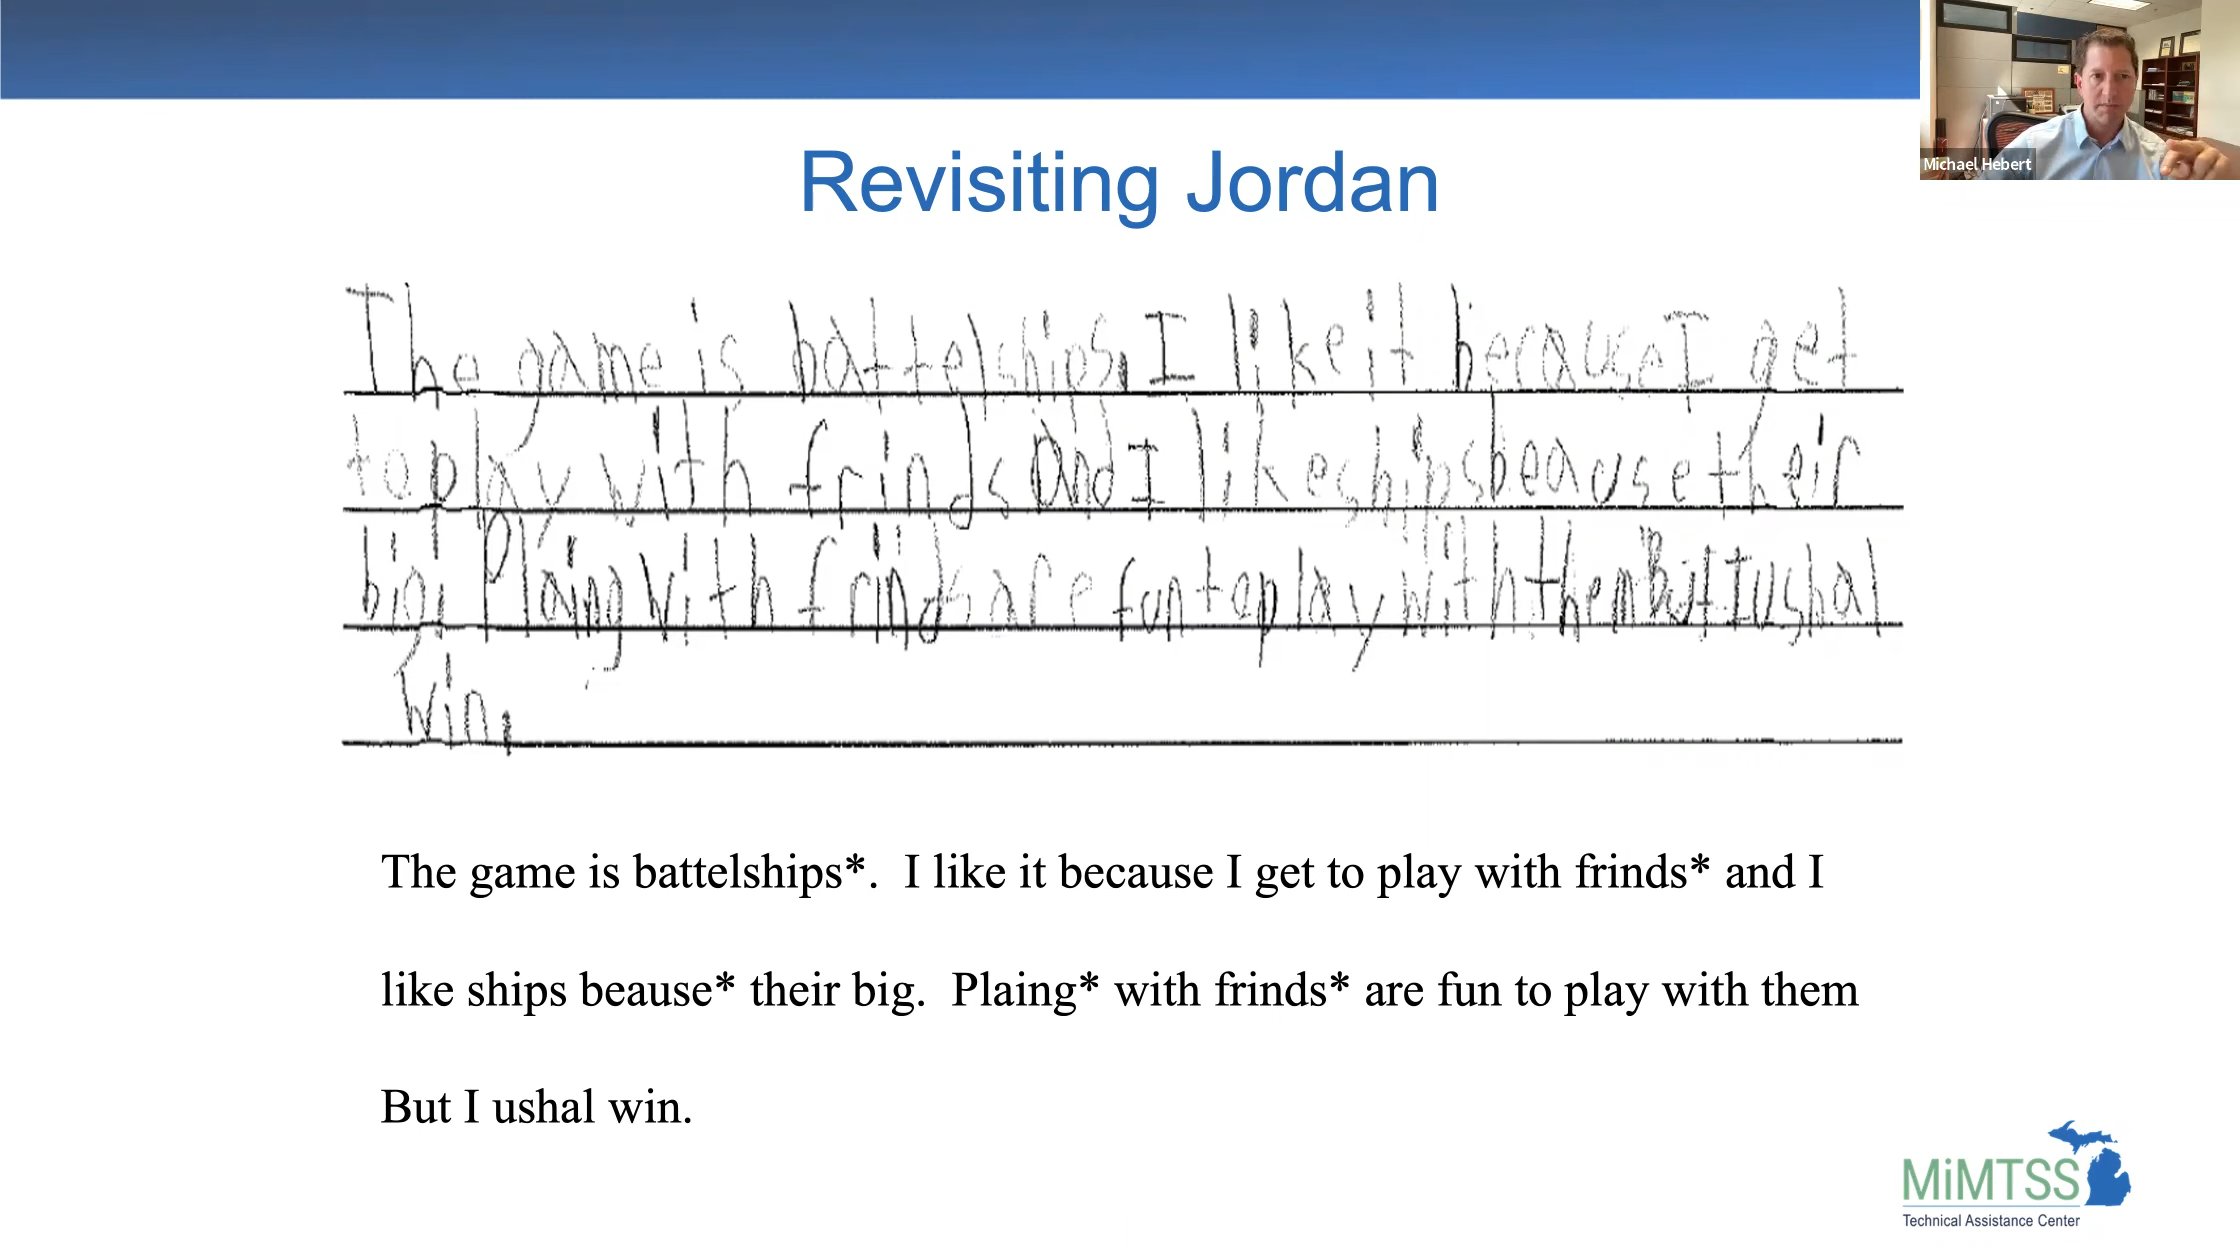 Michael Hebert
Revisiting Jordan
The game is battelships. I like it because I get
to play with frinds and I like ships beause their
big. Plaing with frinds are fun to play with them But I ushal
win.
The game is battelships*. I like it because I get to play with frinds* and I
like ships beause* their big. Plaing* with frinds* are fun to play with them
But I ushal win.
MiMTSS
Technical Assistance Center